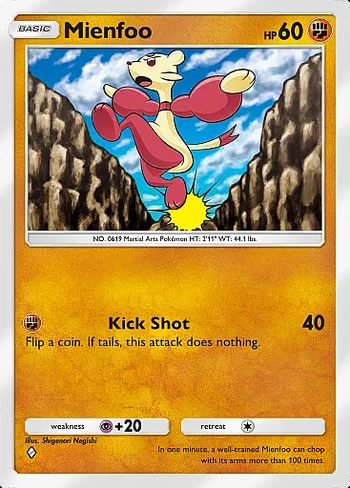 BASIC Mienfoo HP 60
NO. 0619 Martial Arts Pokémon HT: 2'11" WT: 44.1 lbs.
Kick Shot 40
Flip a coin. If tails, this attack does nothing.
weakness +20 retreat
Illus. Shigenori Negishi
In one minute, a well-trained Mienfoo can chop
with its arms more than 100 times.